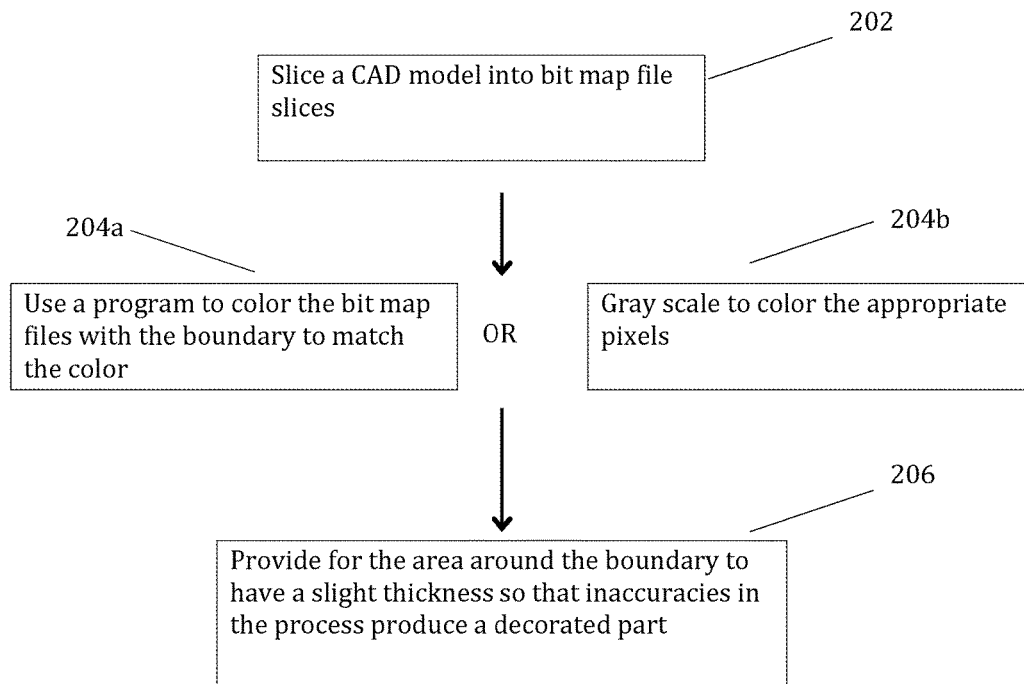 202
Slice a CAD model into bit map file
slices
204a
204b
Use a program to color the bit map
files with the boundary to match
the color
OR
Gray scale to color the appropriate
pixels
206
Provide for the area around the boundary to
have a slight thickness so that inaccuracies in
the process produce a decorated part